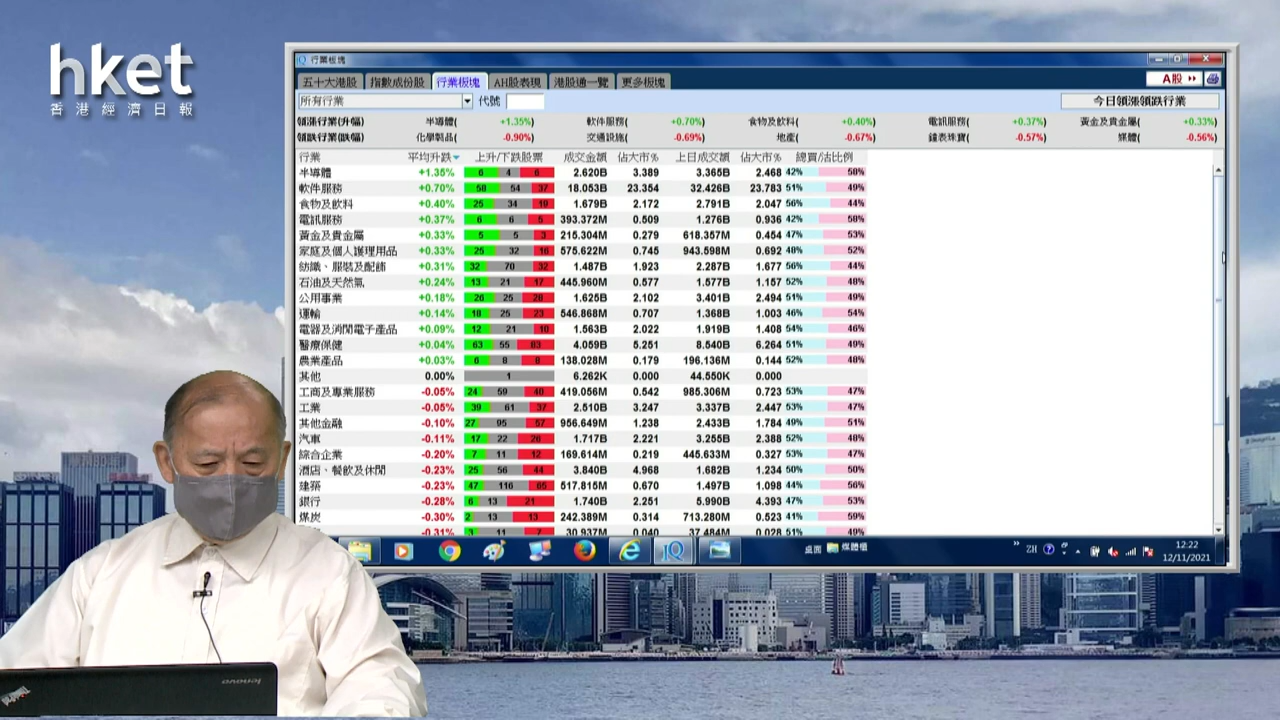 hket
香港經濟日報
行業板塊
五十大港股 指數成份股 行業板塊 AH股表現 港股通一覽 更多板塊 A股
所有行業 代號 今日領漲領跌行業
領漲行業(升幅) 半導體( +1.35%) 軟件服務( +0.70%) 食物及飲料( +0.40%) 電訊服務( +0.37%) 黃金及貴金屬( +0.33%)
領跌行業(跌幅) 化學製品( -0.90%) 交通設施( -0.69%) 地產( -0.67%) 鐘表珠寶( -0.57%) 媒體( -0.56%)
行業 平均升跌 上升/下跌股票 成交金額 佔大市% 上日成交額 佔大市% 總買/沽比例
半導體 +1.35% 6 4 6 2.620B 3.389 3.365B 2.468 42% 58%
軟件服務 +0.70% 58 54 37 18.053B 23.354 32.426B 23.783 51% 49%
食物及飲料 +0.40% 25 34 19 1.679B 2.172 2.791B 2.047 56% 44%
電訊服務 +0.37% 6 6 5 393.372M 0.509 1.276B 0.936 42% 58%
黃金及貴金屬 +0.33% 5 5 3 215.304M 0.279 618.357M 0.454 47% 53%
家庭及個人護理用品 +0.33% 25 32 16 575.622M 0.745 943.598M 0.692 48% 52%
紡織、服裝及配飾 +0.31% 32 70 32 1.487B 1.923 2.287B 1.677 56% 44%
石油及天然氣 +0.24% 13 21 17 445.960M 0.577 1.577B 1.157 52% 48%
公用事業 +0.18% 26 25 28 1.625B 2.102 3.401B 2.494 51% 49%
運輸 +0.14% 18 25 23 546.868M 0.707 1.368B 1.003 46% 54%
電器及消閒電子產品 +0.09% 12 21 10 1.563B 2.022 1.919B 1.408 54% 46%
醫療保健 +0.04% 63 55 83 4.059B 5.251 8.540B 6.264 51% 49%
農業產品 +0.03% 6 8 8 138.028M 0.179 196.136M 0.144 52% 48%
其他 0.00% 1 6.262K 0.000 44.550K 0.000
工商及專業服務 -0.05% 24 59 40 419.056M 0.542 985.306M 0.723 53% 47%
工業 -0.05% 39 61 37 2.510B 3.247 3.337B 2.447 53% 47%
其他金融 -0.10% 27 95 57 956.649M 1.238 2.433B 1.784 49% 51%
汽車 -0.11% 17 22 26 1.717B 2.221 3.255B 2.388 52% 48%
綜合企業 -0.20% 7 11 12 169.614M 0.219 445.633M 0.327 53% 47%
酒店、餐飲及休閒 -0.23% 25 56 44 3.840B 4.968 1.682B 1.234 50% 50%
建築 -0.23% 47 116 65 517.815M 0.670 1.497B 1.098 44% 56%
銀行 -0.28% 6 13 21 1.740B 2.251 5.990B 4.393 47% 53%
煤炭 -0.30% 2 13 13 242.389M 0.314 713.280M 0.523 41% 59%
-0.31% 3 11 7 30.937M 0.040 37.484M 0.028 51% 49%
桌面 媒體櫃 ZH 12:22
12/11/2021
lenovo